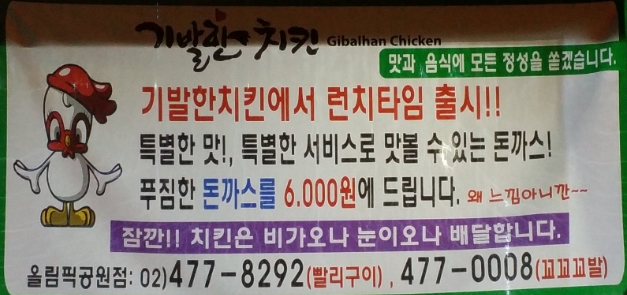 기발한 치킨 Gibalhan Chicken
맛과 음식에 모든 정성을 쏟겠습니다.
기발한치킨에서 런치타임 출시!!
특별한 맛!, 특별한 서비스로 맛볼 수 있는 돈까스!
푸짐한 돈까스를 6.000원에 드립니다. 왜 느낌아니깐~~
잠깐!! 치킨은 비가오나 눈이오나 배달합니다.
올림픽공원점: 02)477-8292(빨리구이), 477-0008(꼬꼬꼬발)